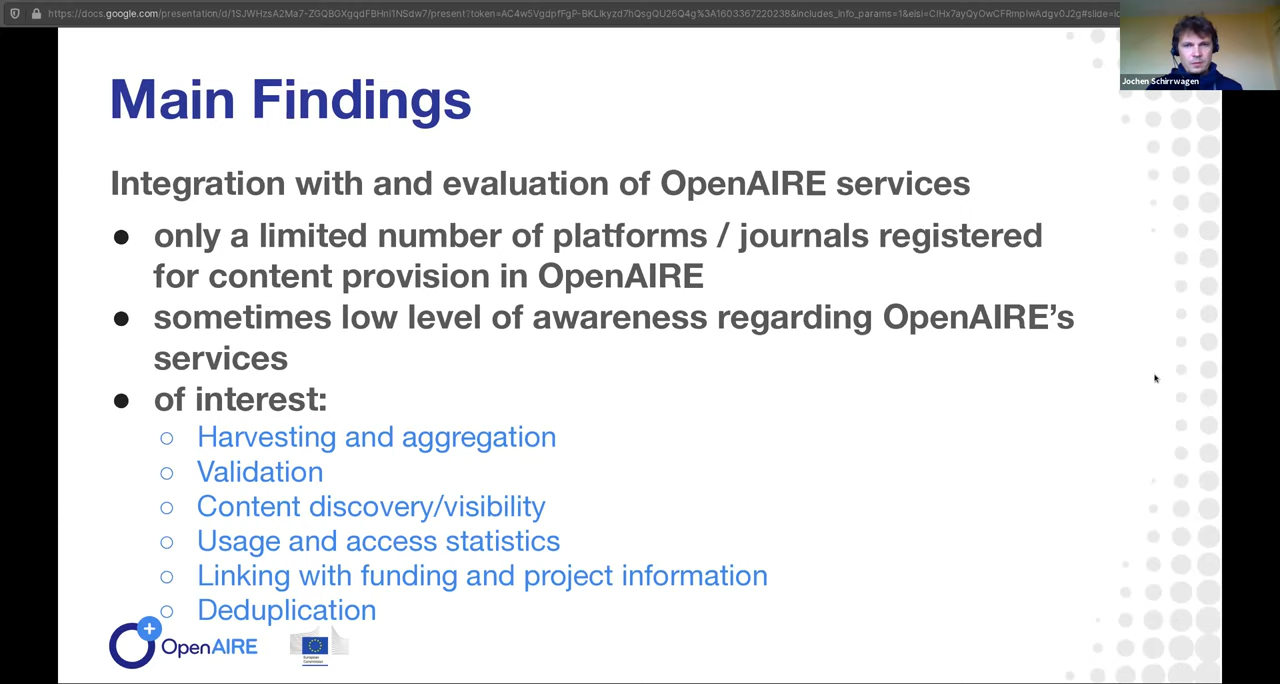 Jochen Schirrwagen
Main Findings
Integration with and evaluation of OpenAIRE services
● only a limited number of platforms / journals registered
for content provision in OpenAIRE
● sometimes low level of awareness regarding OpenAIRE’s
services
● of interest:
○ Harvesting and aggregation
○ Validation
○ Content discovery/visibility
○ Usage and access statistics
○ Linking with funding and project information
○ Deduplication
OpenAIRE
European
Commission